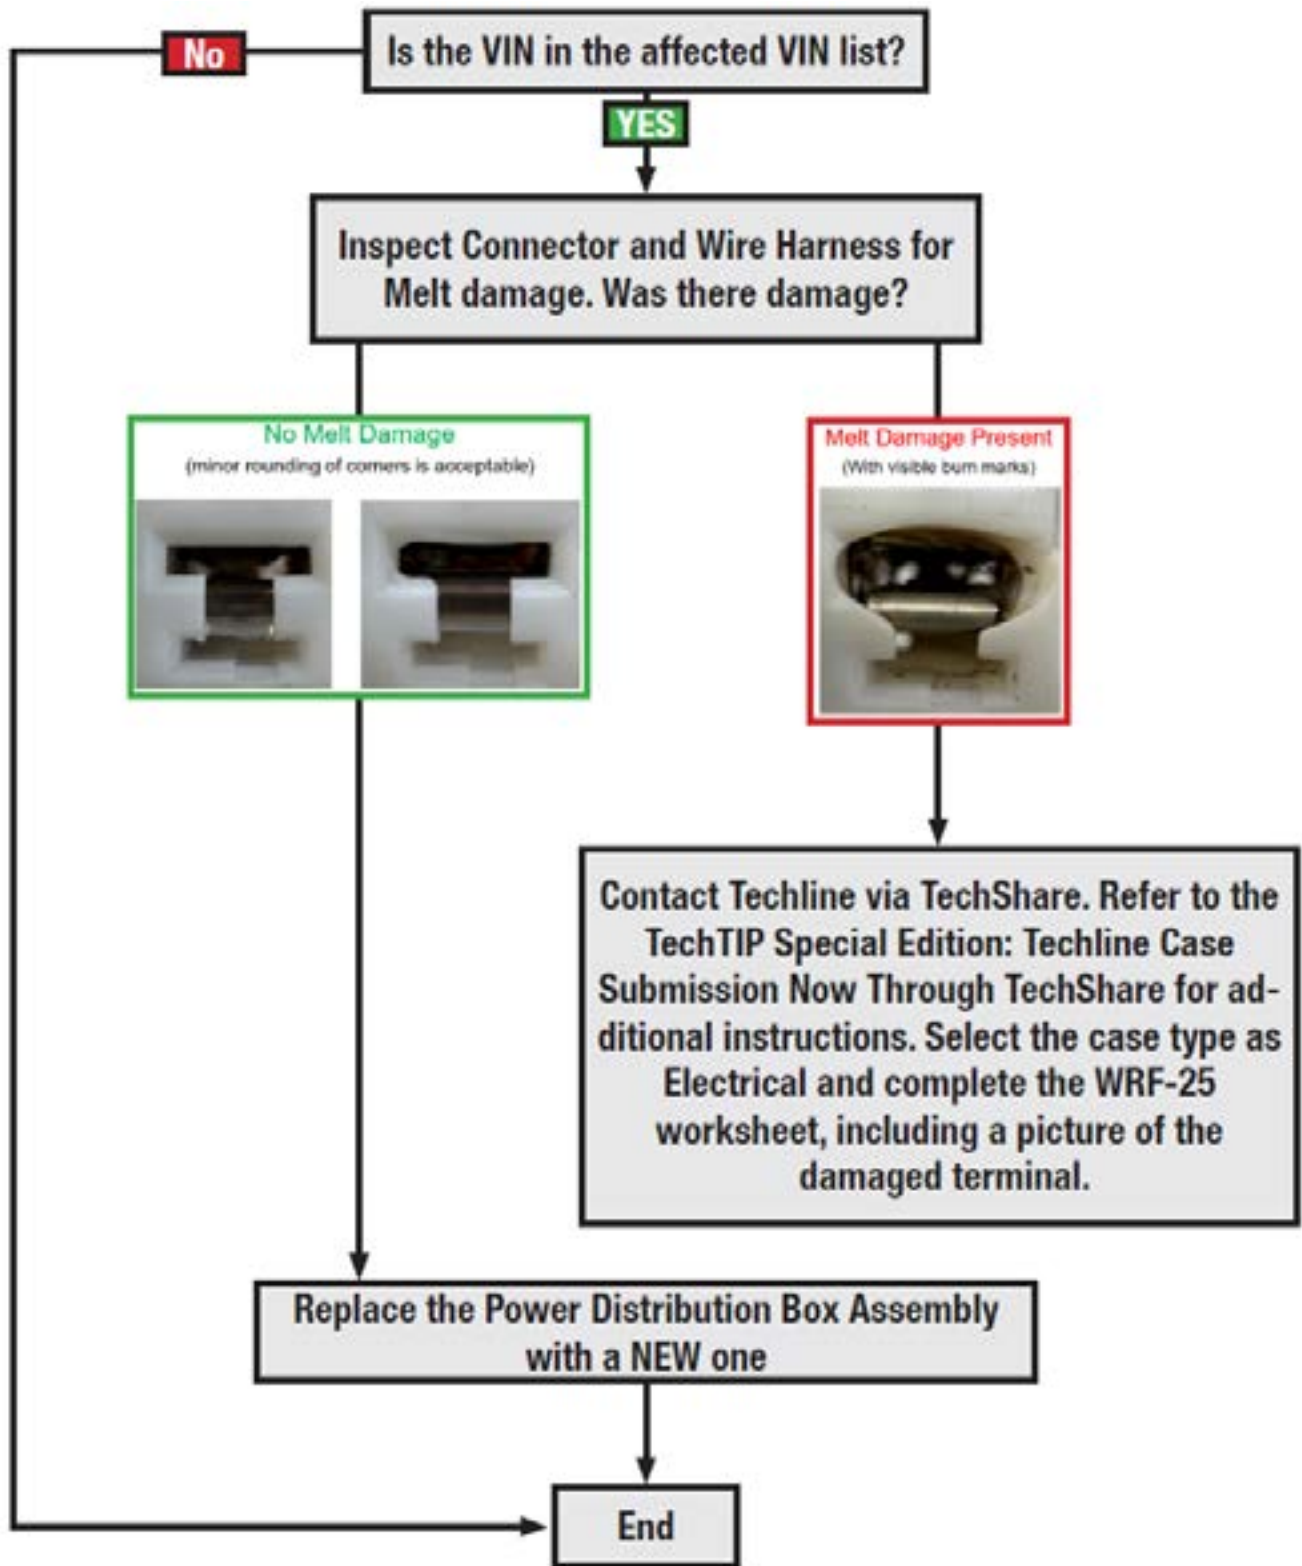 No
Is the VIN in the affected VIN list?
YES
Inspect Connector and Wire Harness for
Melt damage. Was there damage?
No Melt Damage
(minor rounding of corners is acceptable)
Melt Damage Present
(With visible burn marks)
Contact Techline via TechShare. Refer to the
TechTIP Special Edition: Techline Case
Submission Now Through TechShare for ad-
ditional instructions. Select the case type as
Electrical and complete the WRF-25
worksheet, including a picture of the
damaged terminal.
Replace the Power Distribution Box Assembly
with a NEW one
End